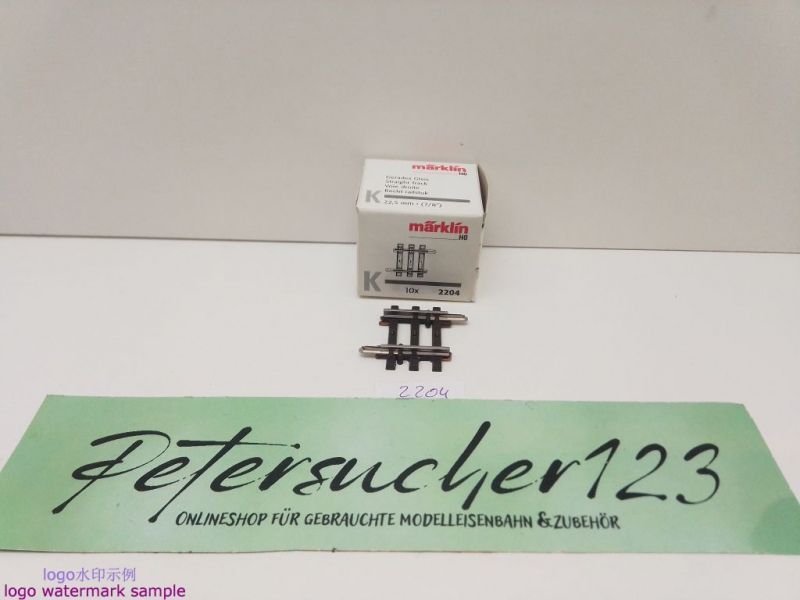 märklin
H0
Gerades Gleis
Straight track
Voie droite
Recht railstuk
K 22,5 mm - (7/8")
märklin
H0
K
10x 2204
2204
Petersucher123
ONLINESHOP FÜR GEBRAUCHTE MODELLEISENBAHN & ZUBEHÖR
logo水印示例
logo watermark sample